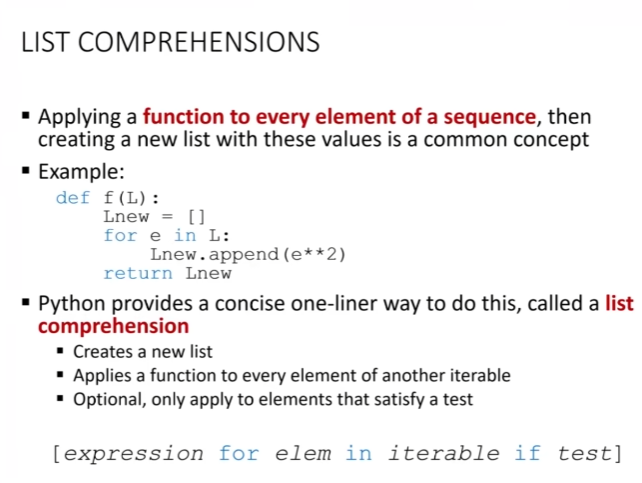 LIST COMPREHENSIONS
▪ Applying a function to every element of a sequence, then
creating a new list with these values is a common concept
▪ Example:
def f(L):
    Lnew = []
    for e in L:
        Lnew.append(e**2)
    return Lnew
▪ Python provides a concise one-liner way to do this, called a list
comprehension
▪ Creates a new list
▪ Applies a function to every element of another iterable
▪ Optional, only apply to elements that satisfy a test
[expression for elem in iterable if test]